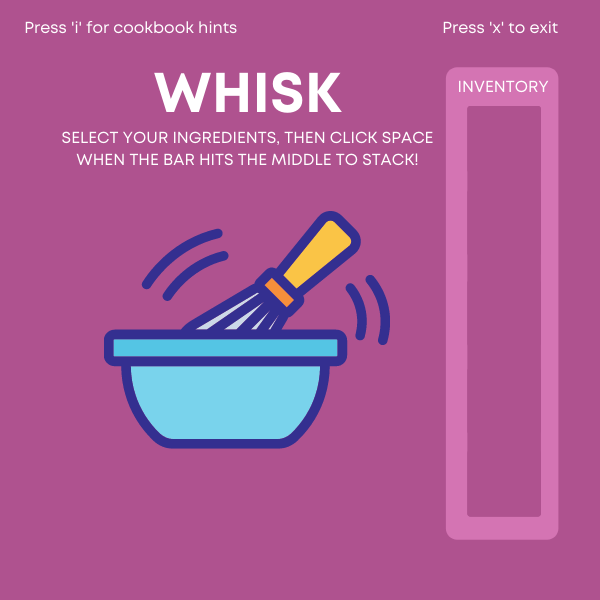 Press 'i' for cookbook hints
Press 'x' to exit
WHISK
INVENTORY
SELECT YOUR INGREDIENTS, THEN CLICK SPACE
WHEN THE BAR HITS THE MIDDLE TO STACK!